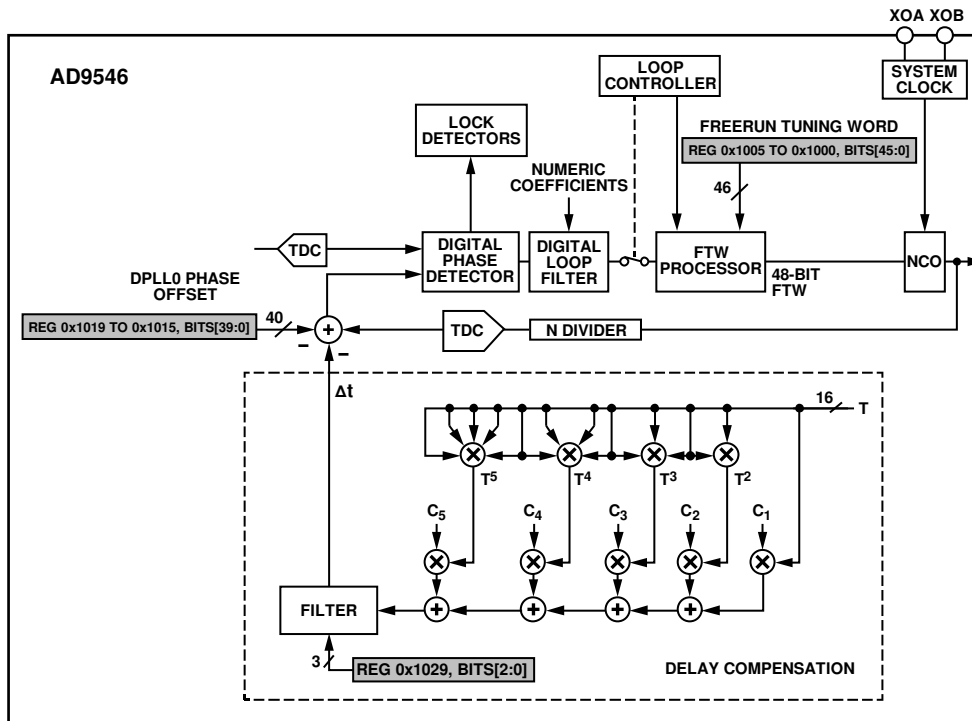 XOA XOB
AD9546
LOOP
CONTROLLER
SYSTEM
CLOCK
LOCK
DETECTORS
FREERUN TUNING WORD
REG 0x1005 TO 0x1000, BITS[45:0]
NUMERIC
COEFFICIENTS
46
TDC
DIGITAL
PHASE
DETECTOR
DIGITAL
LOOP
FILTER
FTW
PROCESSOR
48-BIT
FTW
NCO
DPLL0 PHASE
OFFSET
REG 0x1019 TO 0x1015, BITS[39:0]
40
+
–
–
TDC
N DIVIDER
Δt
16
T
× × × ×
T⁵ T⁴ T³ T²
C₅ C₄ C₃ C₂ C₁
× × × × ×
+ + + +
FILTER
3
REG 0x1029, BITS[2:0]
DELAY COMPENSATION